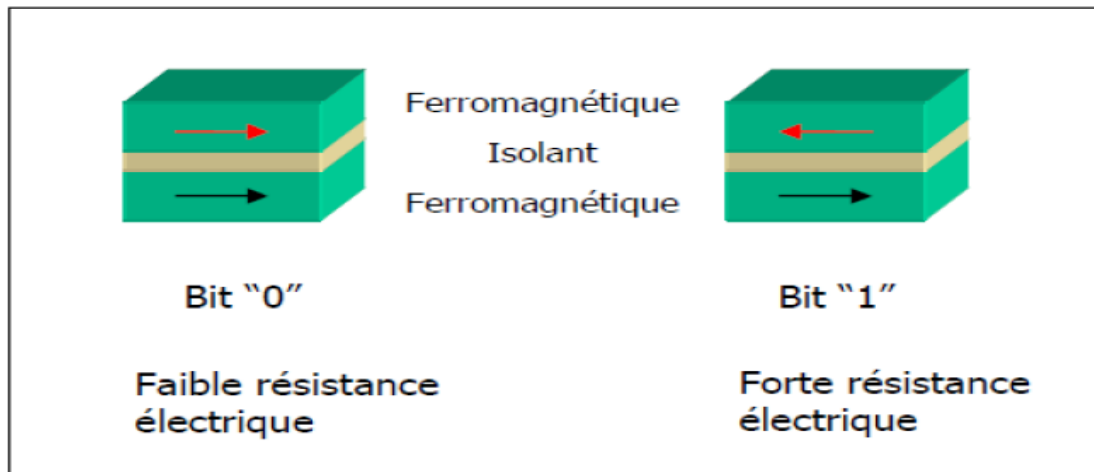 Ferromagnétique
Isolant
Ferromagnétique
Bit “0”
Bit “1”
Faible résistance
électrique
Forte résistance
électrique